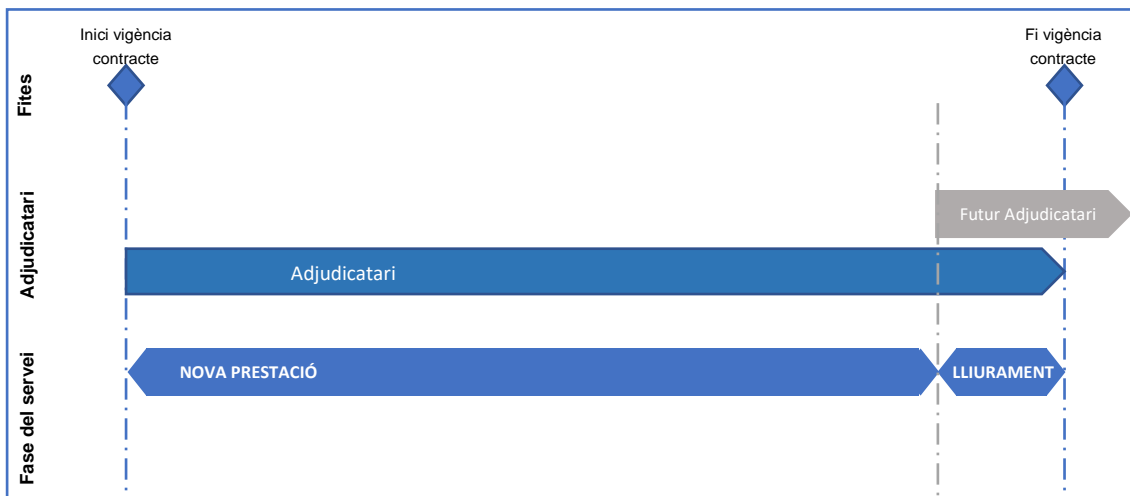 Inici vigència
contracte
Fi vigència
contracte
Fites
Futur Adjudicatari
Adjudicatari
Adjudicatari
NOVA PRESTACIÓ
LLIURAMENT
Fase del servei